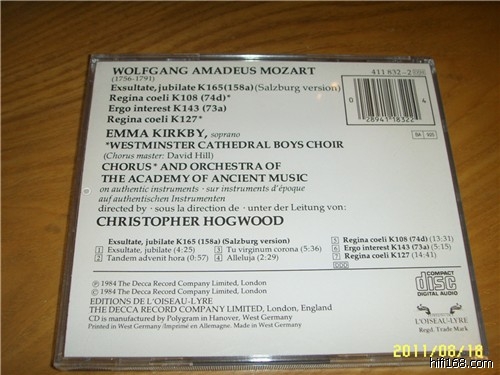 WOLFGANG AMADEUS MOZART
(1756-1791)
Exsultate, jubilate K165(158a)(Salzburg version)
Regina coeli K108 (74d)*
Ergo interest K143 (73a)
Regina coeli K127*
EMMA KIRKBY, soprano
*WESTMINSTER CATHEDRAL BOYS CHOIR
(Chorus master: David Hill)
CHORUS* AND ORCHESTRA OF
THE ACADEMY OF ANCIENT MUSIC
on authentic instruments · sur instruments d'époque
auf authentischen Instrumenten
directed by · sous la direction de · unter der Leitung von:
CHRISTOPHER HOGWOOD
411 832-2
0 28941 18322 4
Exsultate, jubilate K165 (158a) (Salzburg version)
1 Exsultate, jubilate (4:25)
2 Tandem advenit hora (0:57)
3 Tu virginum corona (5:36)
4 Alleluja (2:29)
5 Regina coeli K108 (74d) (13:31)
6 Ergo interest K143 (73a) (5:15)
7 Regina coeli K127 (14:41)
℗ 1984 The Decca Record Company Limited, London
© 1984 The Decca Record Company Limited, London
EDITIONS DE L'OISEAU-LYRE
THE DECCA RECORD COMPANY LIMITED, London, England
CD is manufactured by Polygram in Hanover, West Germany
Printed in West Germany /Imprimé en Allemagne. Made in West Germany
COMPACT
disc
DIGITAL AUDIO
L'OISEAU-LYRE
Regd. Trade Mark
2011/08/18
hifi168.com